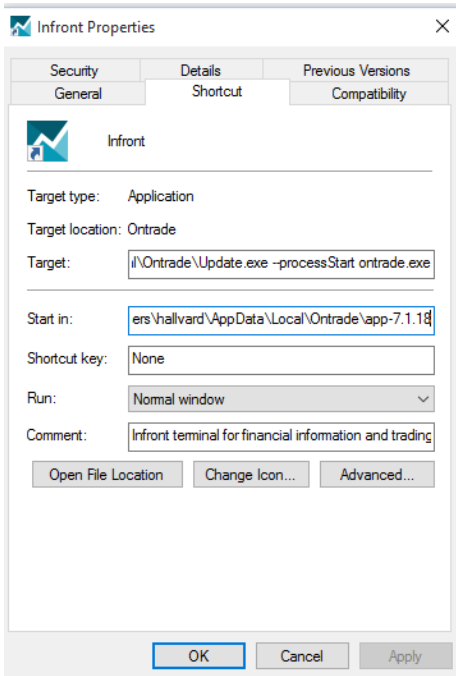 Infront Properties
Security Details Previous Versions
General Shortcut Compatibility
Infront
Target type: Application
Target location: Ontrade
Target: \Ontrade\Update.exe --processStart ontrade.exe
Start in: ers\hallvard\AppData\Local\Ontrade\app-7.1.18
Shortcut key: None
Run: Normal window
Comment: Infront terminal for financial information and trading
Open File Location Change Icon... Advanced...
OK Cancel Apply